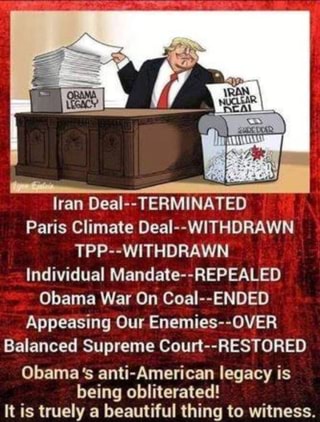 OBAMA
LEGACY
IRAN
NUCLEAR
DEAL
SHREDDER
Iran Deal--TERMINATED
Paris Climate Deal--WITHDRAWN
TPP--WITHDRAWN
Individual Mandate--REPEALED
Obama War On Coal--ENDED
Appeasing Our Enemies--OVER
Balanced Supreme Court--RESTORED
Obama's anti-American legacy is
being obliterated!
It is truely a beautiful thing to witness.